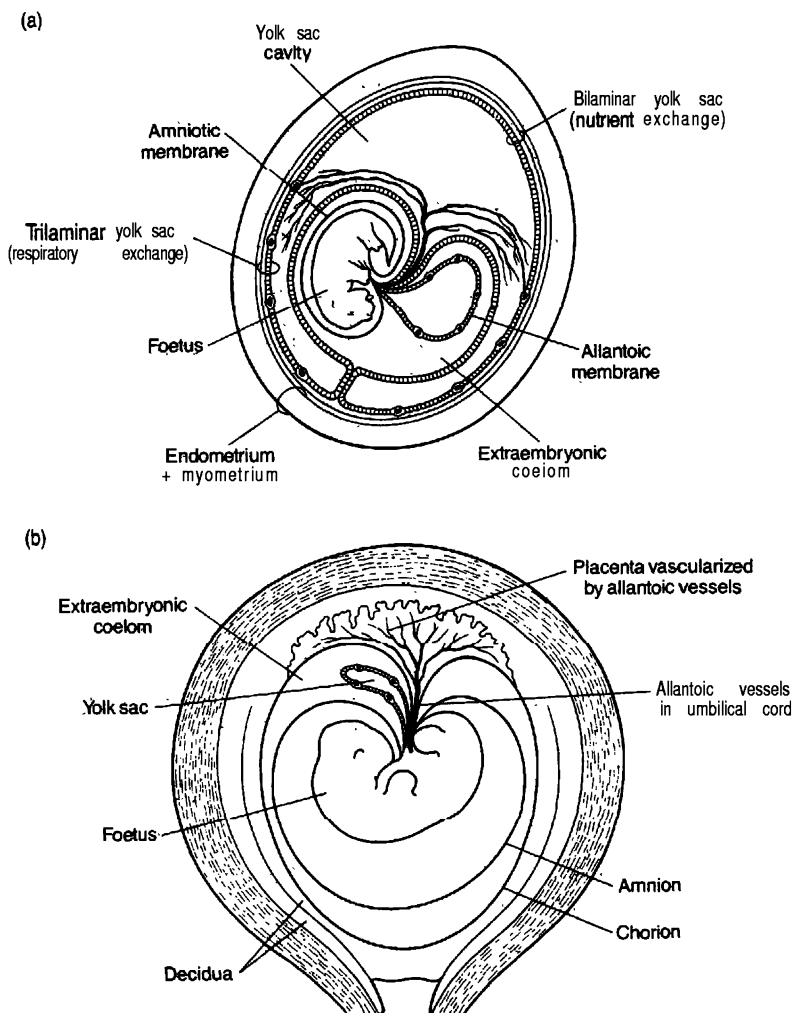 (a)
Yolk sac
cavity
Bilaminar yolk sac
(nutrient exchange)
Amniotic
membrane
Trilaminar yolk sac
(respiratory exchange)
Foetus
Allantoic
membrane
Endometrium
+ myometrium
Extraembryonic
coeiom
(b)
Placenta vascularized
by allantoic vessels
Extraembryonic
coelom
Yolk sac
Allantoic vessels
in umbilical cord
Foetus
Amnion
Chorion
Decidua